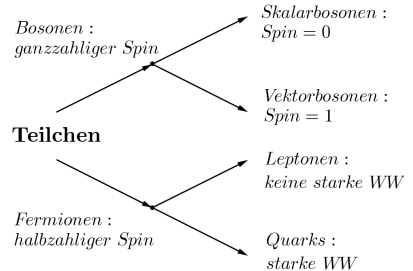 Bosonen :
ganzzahliger Spin
Skalarbosonen :
Spin = 0
Vektorbosonen :
Spin = 1
Teilchen
Leptonen :
keine starke WW
Fermionen :
halbzahliger Spin
Quarks :
starke WW